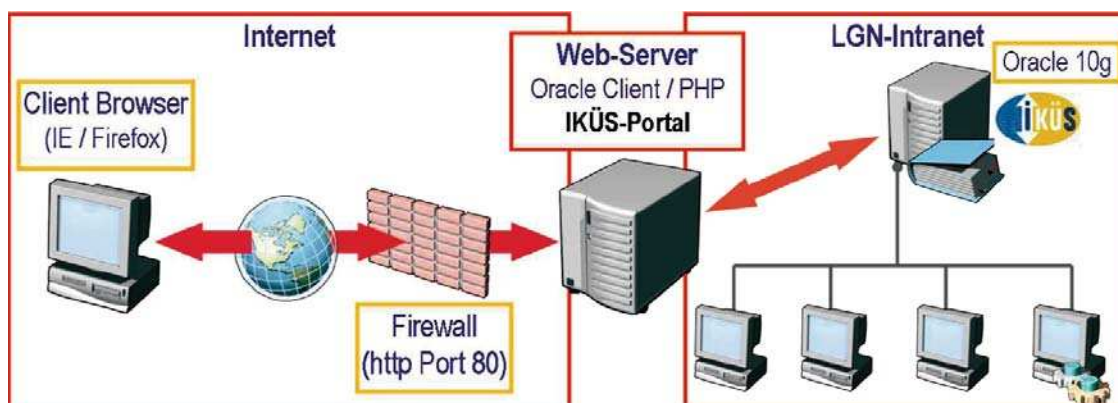 Internet
Client Browser
(IE / Firefox)
Firewall
(http Port 80)
Web-Server
Oracle Client / PHP
IKÜS-Portal
LGN-Intranet
Oracle 10g
iKÜS